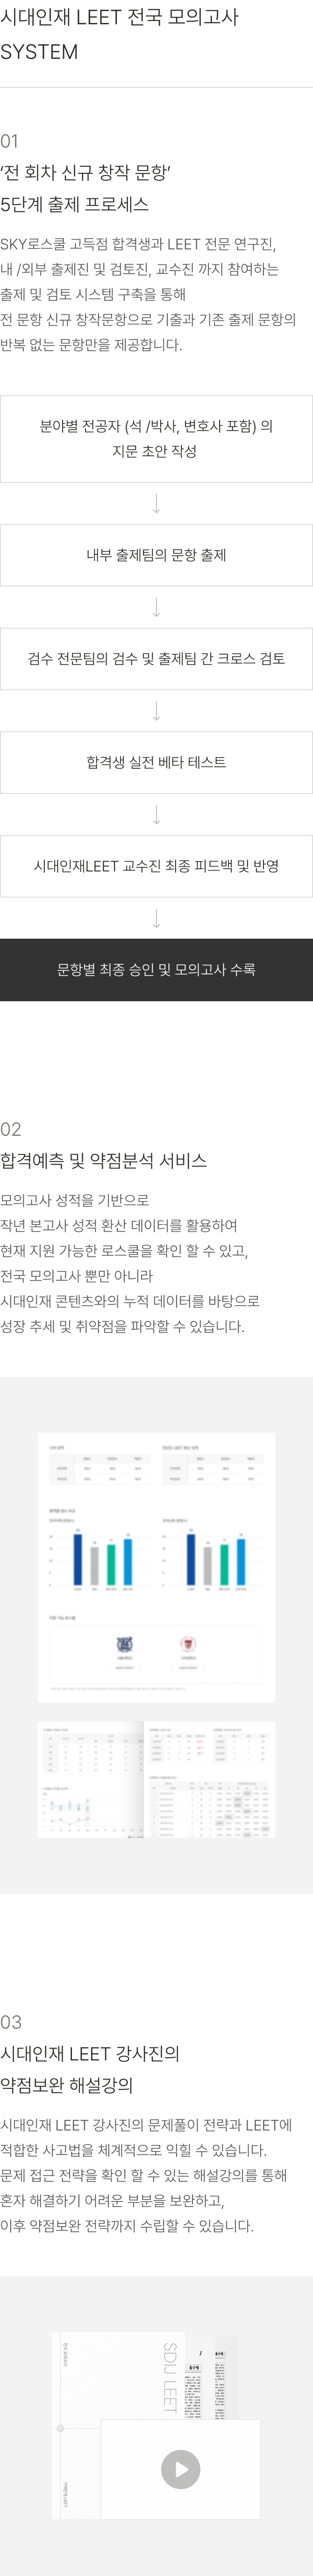 시대인재 LEET 전국 모의고사
SYSTEM
01
‘전 회차 신규 창작 문항’
5단계 출제 프로세스
SKY로스쿨 고득점 합격생과 LEET 전문 연구진,
내 /외부 출제진 및 검토진, 교수진 까지 참여하는
출제 및 검토 시스템 구축을 통해
전 문항 신규 창작문항으로 기출과 기존 출제 문항의
반복 없는 문항만을 제공합니다.
분야별 전공자 (석 /박사, 변호사 포함) 의
지문 초안 작성
내부 출제팀의 문항 출제
검수 전문팀의 검수 및 출제팀 간 크로스 검토
합격생 실전 베타 테스트
시대인재LEET 교수진 최종 피드백 및 반영
문항별 최종 승인 및 모의고사 수록
02
합격예측 및 약점분석 서비스
모의고사 성적을 기반으로
작년 본고사 성적 환산 데이터를 활용하여
현재 지원 가능한 로스쿨을 확인 할 수 있고,
전국 모의고사 뿐만 아니라
시대인재 콘텐츠와의 누적 데이터를 바탕으로
성장 추세 및 취약점을 파악할 수 있습니다.
03
시대인재 LEET 강사진의
약점보완 해설강의
시대인재 LEET 강사진의 문제풀이 전략과 LEET에
적합한 사고법을 체계적으로 익힐 수 있습니다.
문제 접근 전략을 확인 할 수 있는 해설강의를 통해
혼자 해결하기 어려운 부분을 보완하고,
이후 약점보완 전략까지 수립할 수 있습니다.
SDIJ LEET